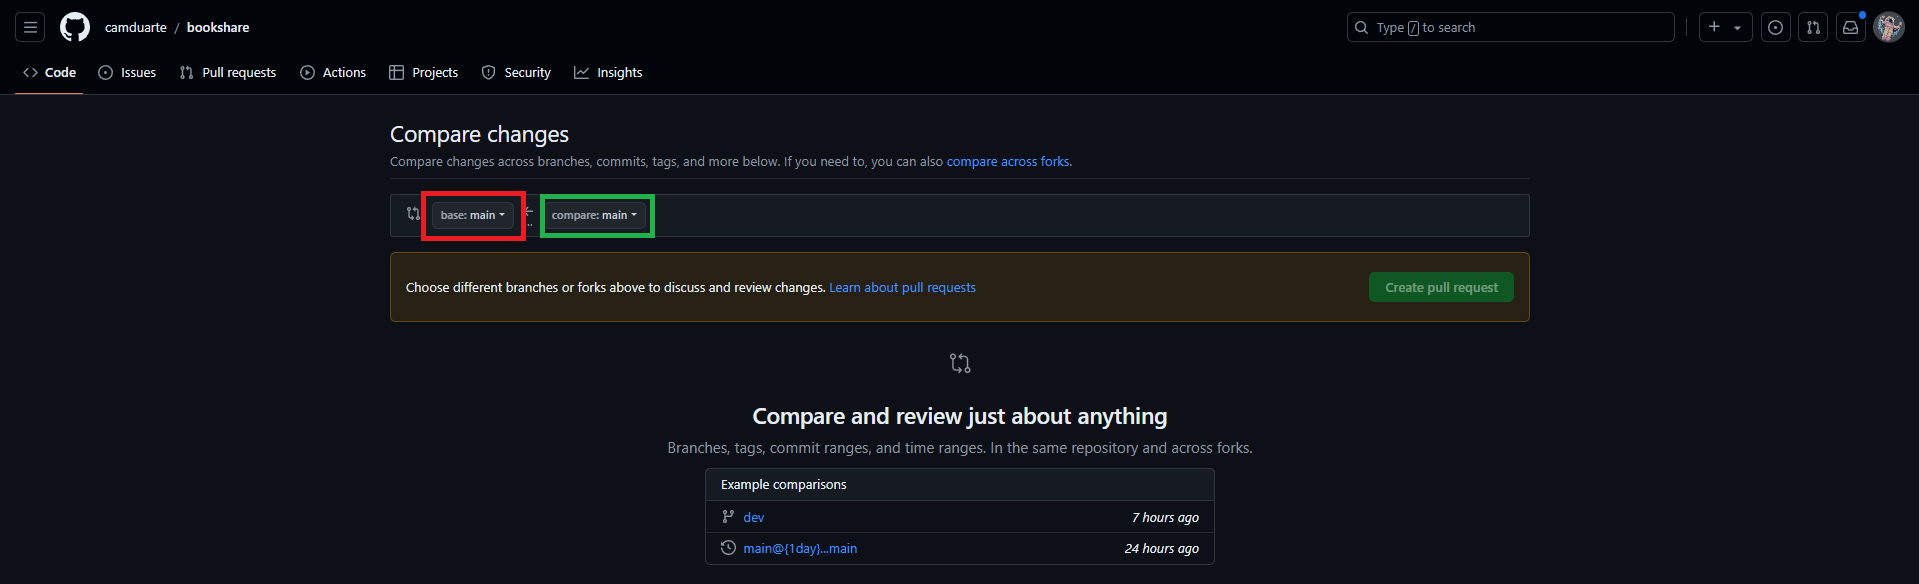 camduarte / bookshare
Type / to search
Code Issues Pull requests Actions Projects Security Insights
Compare changes
Compare changes across branches, commits, tags, and more below. If you need to, you can also compare across forks.
base: main compare: main
Choose different branches or forks above to discuss and review changes. Learn about pull requests
Create pull request
Compare and review just about anything
Branches, tags, commit ranges, and time ranges. In the same repository and across forks.
Example comparisons
dev 7 hours ago
main@{1day}...main 24 hours ago